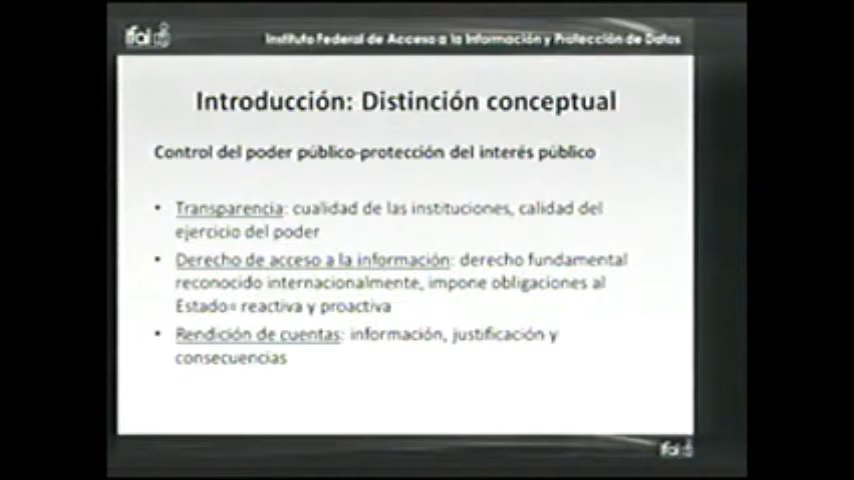 ifai
Instituto Federal de Acceso a la Información y Protección de Datos
Introducción: Distinción conceptual
Control del poder público-protección del interés público
• Transparencia: cualidad de las instituciones, calidad del
ejercicio del poder
• Derecho de acceso a la información: derecho fundamental
reconocido internacionalmente, impone obligaciones al
Estado= reactiva y proactiva
• Rendición de cuentas: información, justificación y
consecuencias
ifai